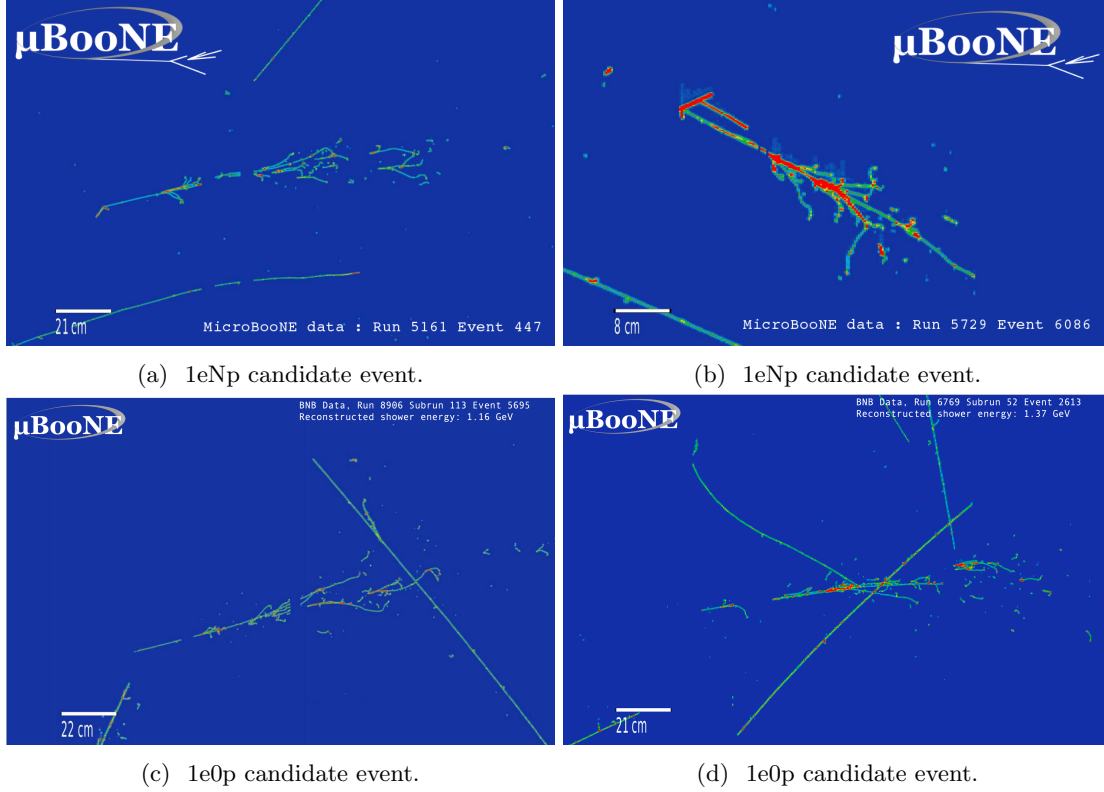 µBooNE
21 cm
MicroBooNE data : Run 5161 Event 447
(a) 1eNp candidate event.
µBooNE
8 cm
MicroBooNE data : Run 5729 Event 6086
(b) 1eNp candidate event.
BNB Data, Run 8906 Subrun 113 Event 5695
Reconstructed shower energy: 1.16 GeV
µBooNE
22 cm
(c) 1e0p candidate event.
BNB Data, Run 6769 Subrun 52 Event 2613
Reconstructed shower energy: 1.37 GeV
µBooNE
21 cm
(d) 1e0p candidate event.